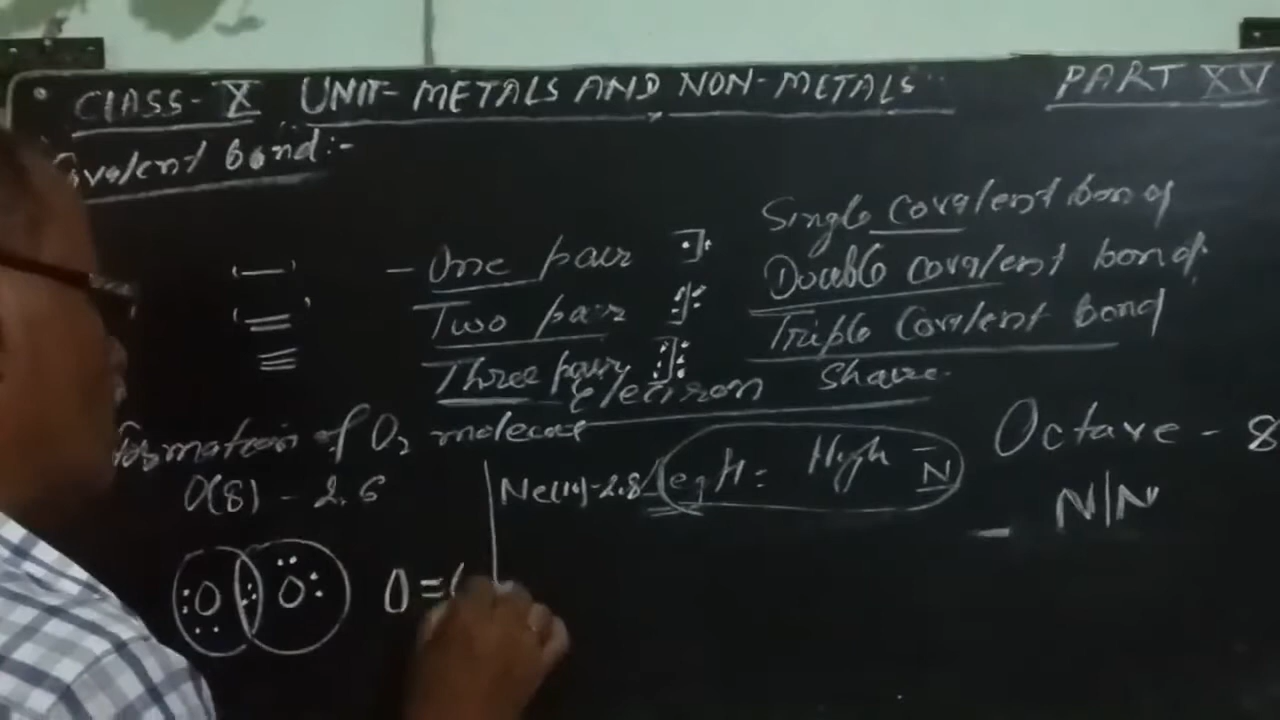 CLASS- X UNIT- METALS AND NON-METALS PART XV
ovalent bond:-
Single covalent bond
- One pair
Double covalent bond
Two pair
Triple Covalent Bond
Three pair
Electron share
Formation of O2 molecule
Octave - 8
O(8) - 2.6
Ne(10)-2.8
High N
N|N
O O O =